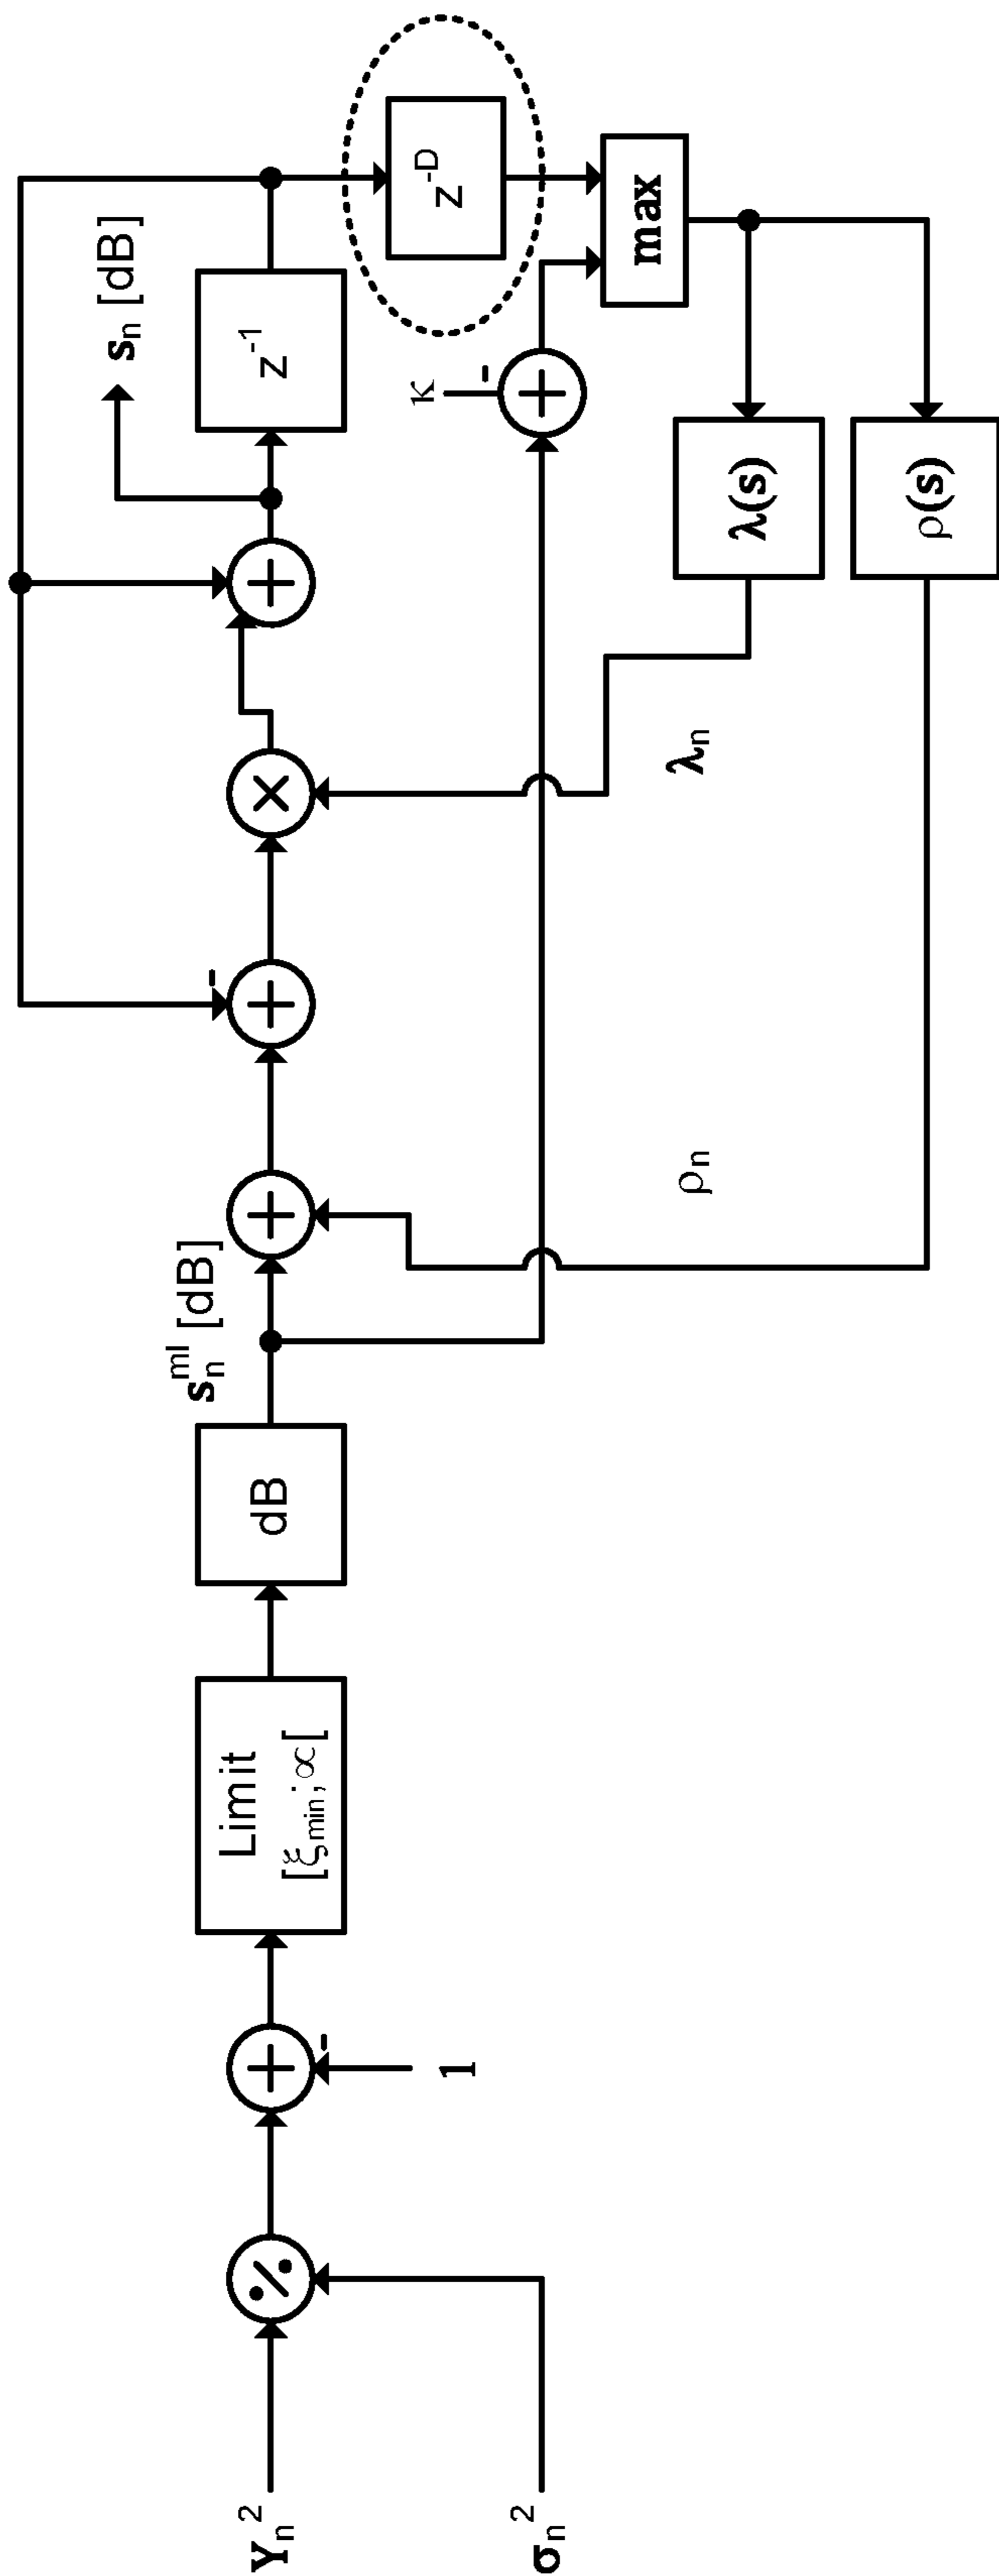 Y_n^2
σ_n^2
1
-
Limit
[ξ_min; ∝[
dB
s_n^ml [dB]
ρ_n
-
λ_n
s_n [dB]
z^-1
κ
-
z^-D
max
λ(s)
ρ(s)